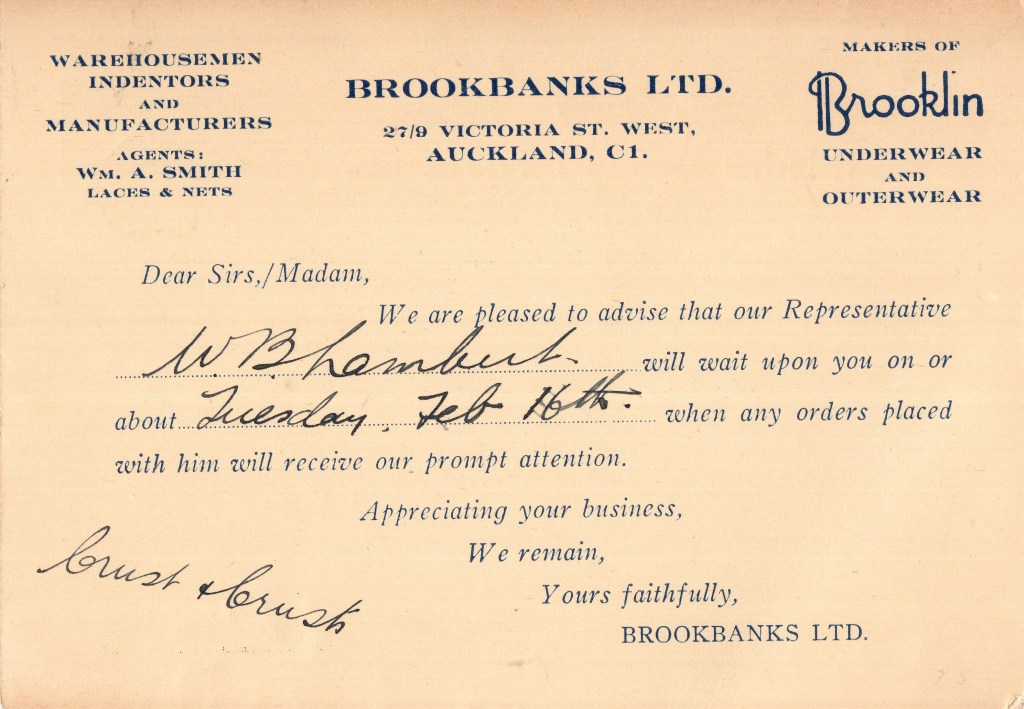 WAREHOUSEMEN
INDENTORS
AND
MANUFACTURERS
AGENTS:
WM. A. SMITH
LACES & NETS
BROOKBANKS LTD.
27/9 VICTORIA ST. WEST,
AUCKLAND, C1.
MAKERS OF
Brooklin
UNDERWEAR
AND
OUTERWEAR
Dear Sirs,/Madam,
We are pleased to advise that our Representative
W. B. Lambert will wait upon you on or
about Tuesday, Feb 16th. when any orders placed
with him will receive our prompt attention.
Appreciating your business,
We remain,
Yours faithfully,
BROOKBANKS LTD.
Crust & Crust